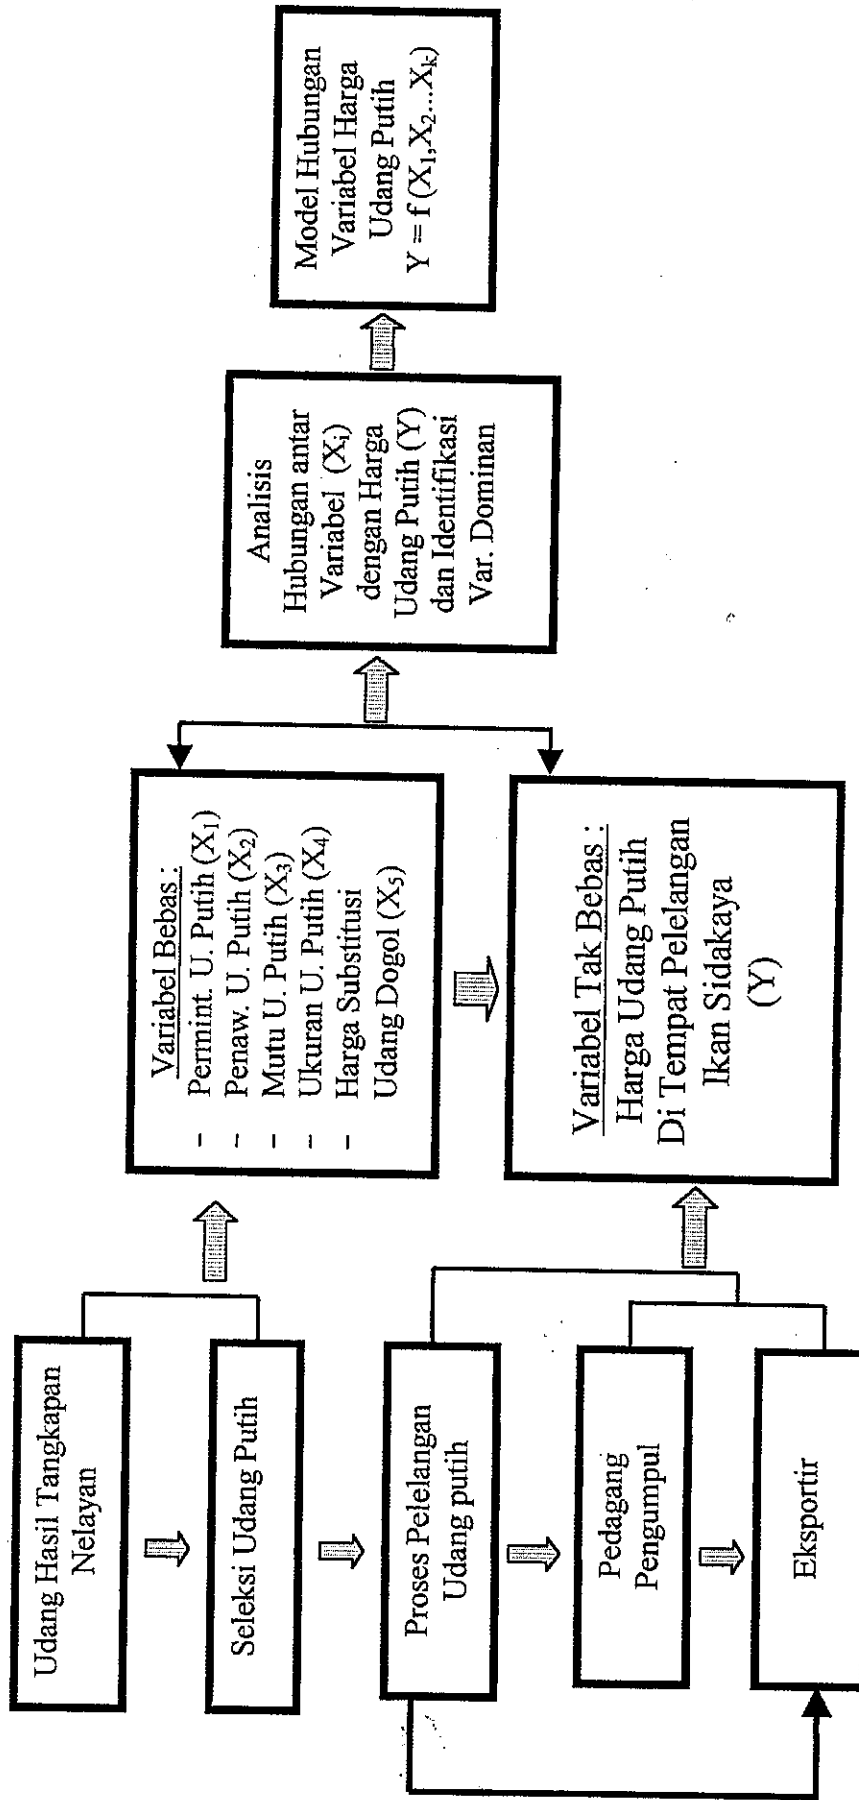 Udang Hasil Tangkapan
Nelayan
Seleksi Udang Putih
Proses Pelelangan
Udang putih
Pedagang
Pengumpul
Eksportir
Variabel Bebas :
- Permint. U. Putih (X₁)
- Penaw. U. Putih (X₂)
- Mutu U. Putih (X₃)
- Ukuran U. Putih (X₄)
- Harga Substitusi
Udang Dogol (X₅)
Variabel Tak Bebas :
Harga Udang Putih
Di Tempat Pelelangan
Ikan Sidakaya
(Y)
Analisis
Hubungan antar
Variabel (Xᵢ)
dengan Harga
Udang Putih (Y)
dan Identifikasi
Var. Dominan
Model Hubungan
Variabel Harga
Udang Putih
Y = f (X₁,X₂...Xₖ)